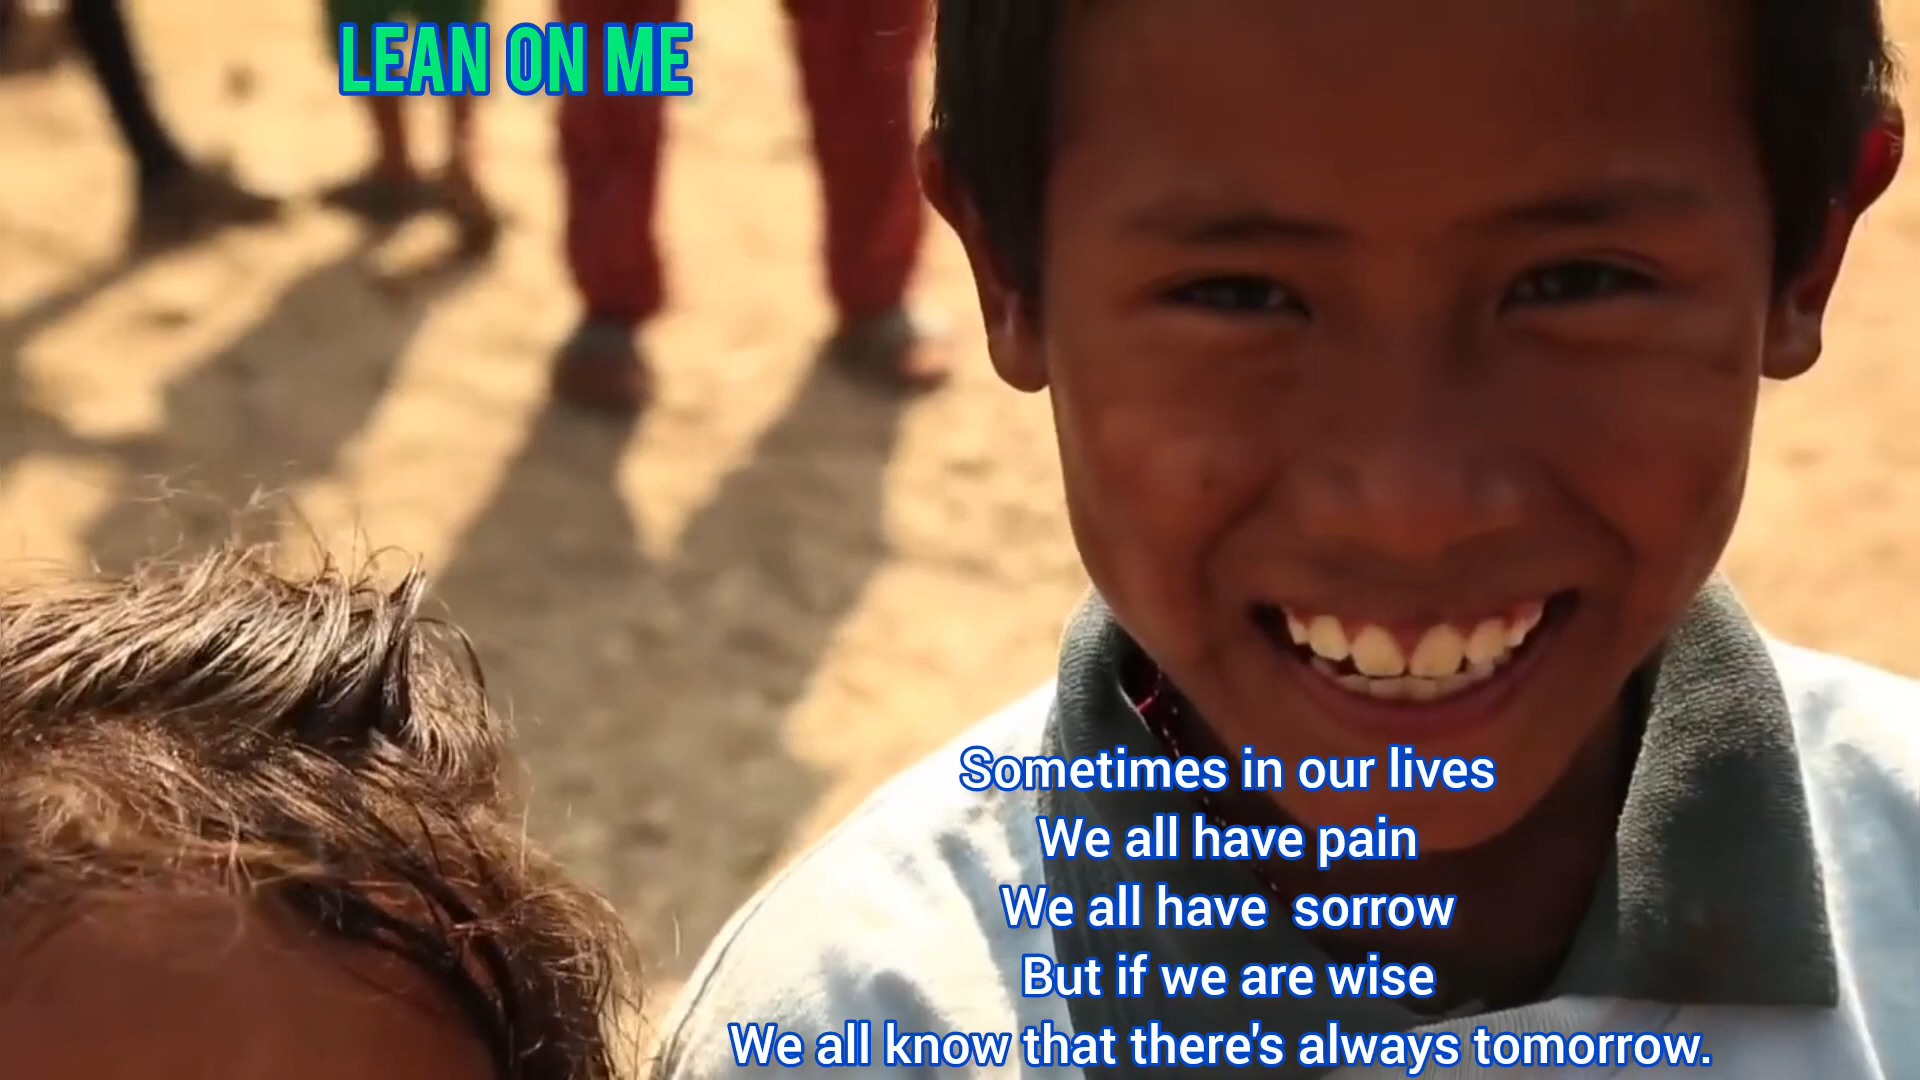 LEAN ON ME
Sometimes in our lives
We all have pain
We all have  sorrow
But if we are wise
We all know that there's always tomorrow.